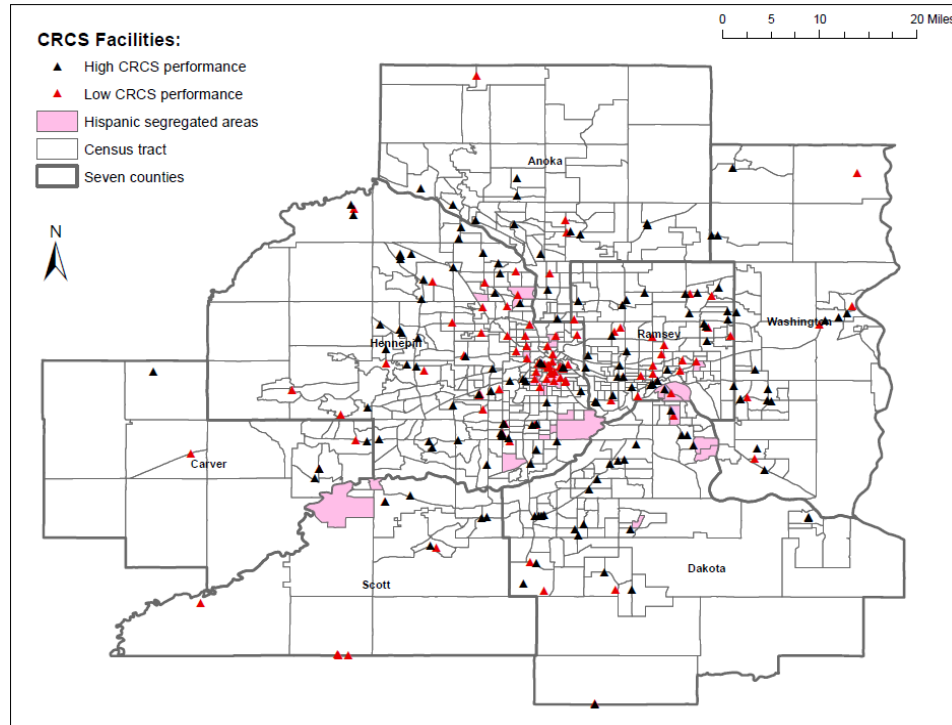 CRCS Facilities:
High CRCS performance
Low CRCS performance
Hispanic segregated areas
Census tract
Seven counties
0 5 10 20 Miles
N
Anoka
Washington
Hennepin
Ramsey
Carver
Scott
Dakota